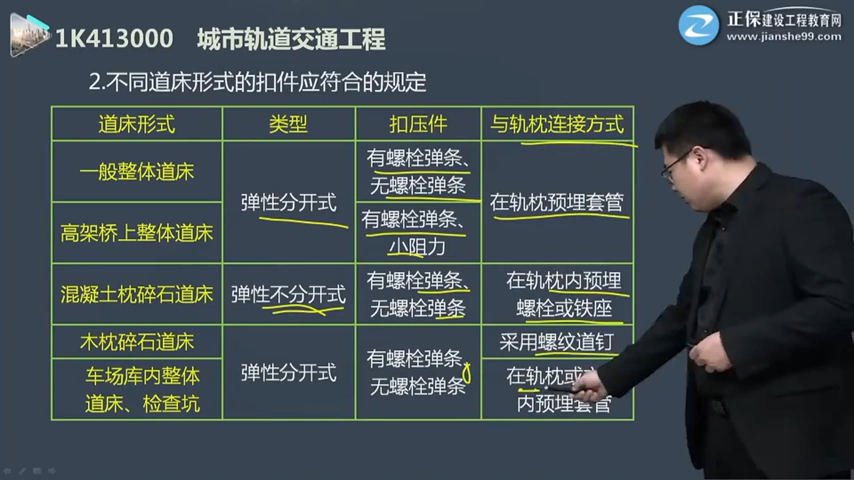 1K413000 城市轨道交通工程
正保建设工程教育网
www.jianshe99.com
2.不同道床形式的扣件应符合的规定
道床形式 类型 扣压件 与轨枕连接方式
一般整体道床
弹性分开式
有螺栓弹条、
无螺栓弹条
在轨枕预埋套管
高架桥上整体道床
有螺栓弹条、
小阻力
混凝土枕碎石道床
弹性不分开式
有螺栓弹条、
无螺栓弹条
在轨枕内预埋
螺栓或铁座
木枕碎石道床
弹性分开式
有螺栓弹条、
无螺栓弹条
采用螺纹道钉
车场库内整体
道床、检查坑
在轨枕或
内预埋套管